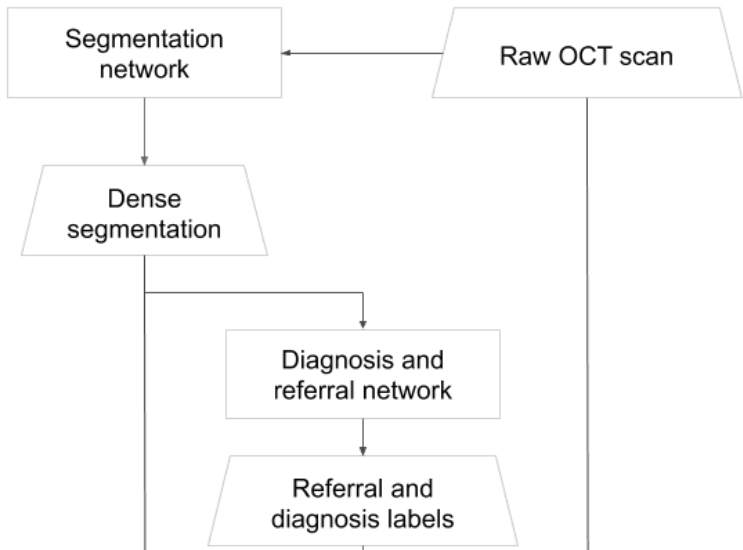 Segmentation
network
Raw OCT scan
Dense
segmentation
Diagnosis and
referral network
Referral and
diagnosis labels